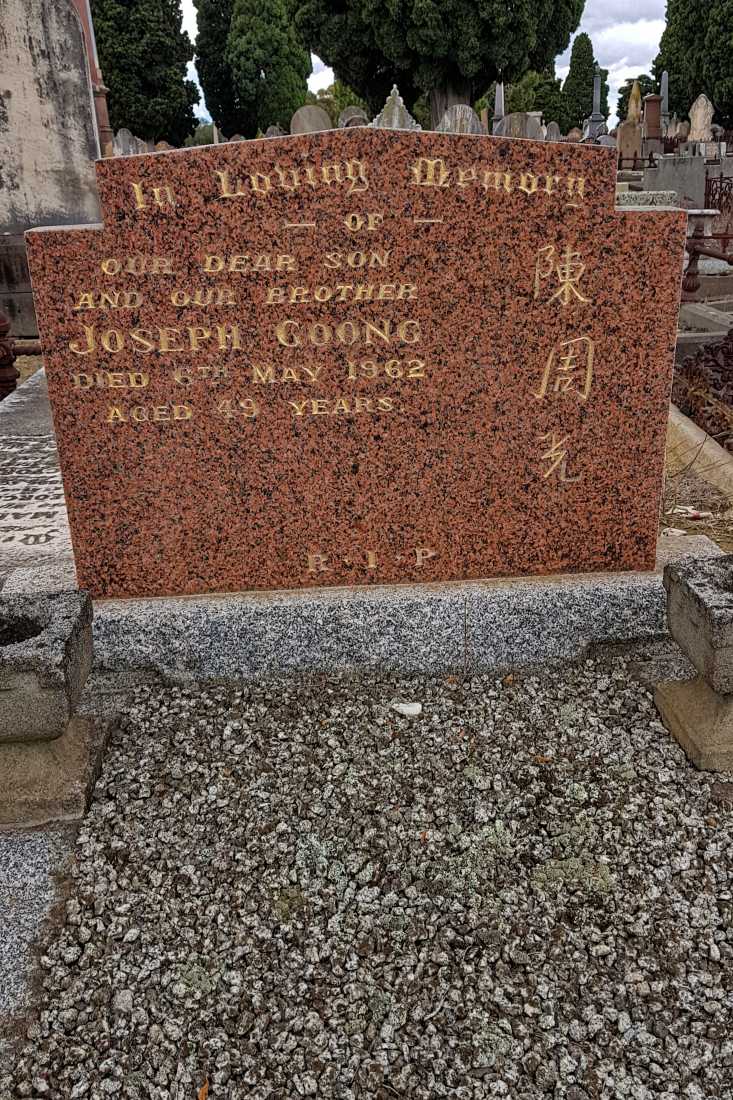 In Loving Memory
— OF —
OUR DEAR SON
AND OUR BROTHER
JOSEPH GOONG
DIED 6TH MAY 1962
AGED 49 YEARS.
陳周光
R·I·P